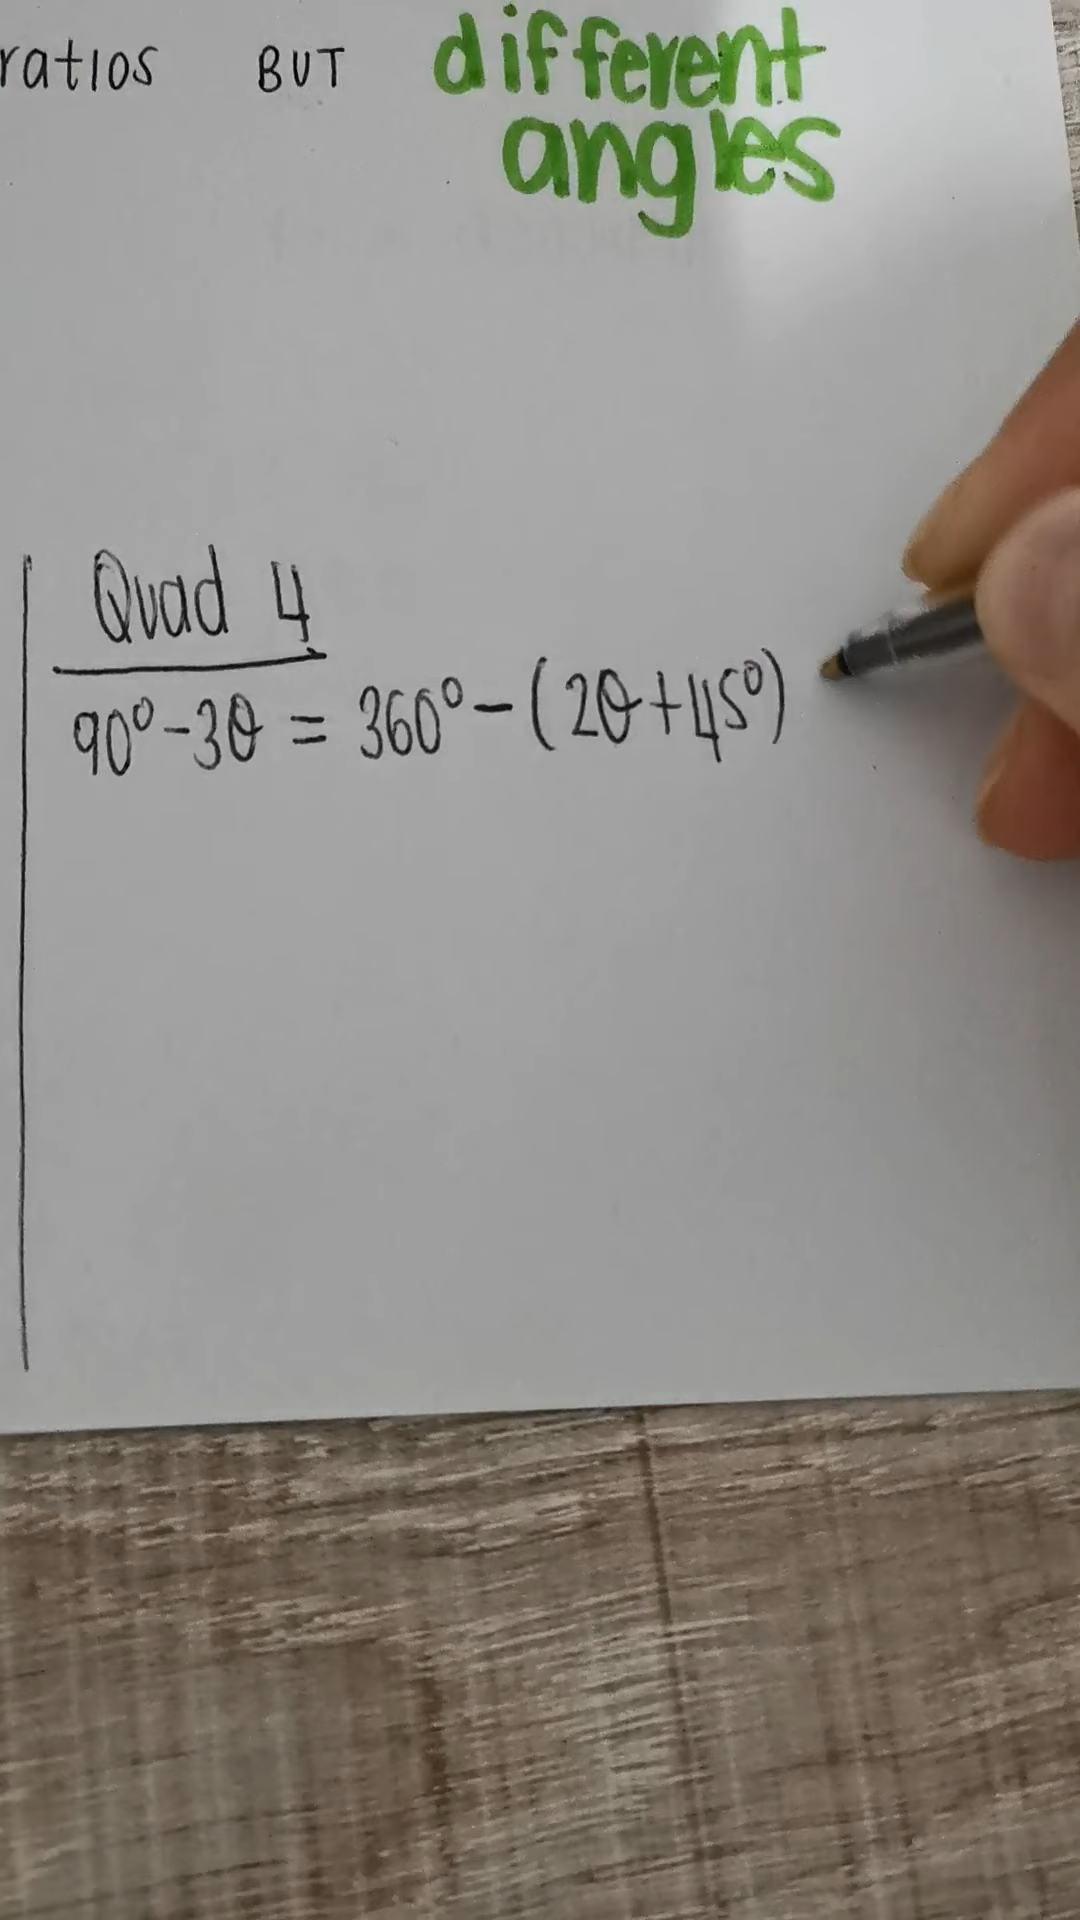 ratios BUT different
angles
Quad 4
90° - 3θ = 360° - (2θ + 45°)